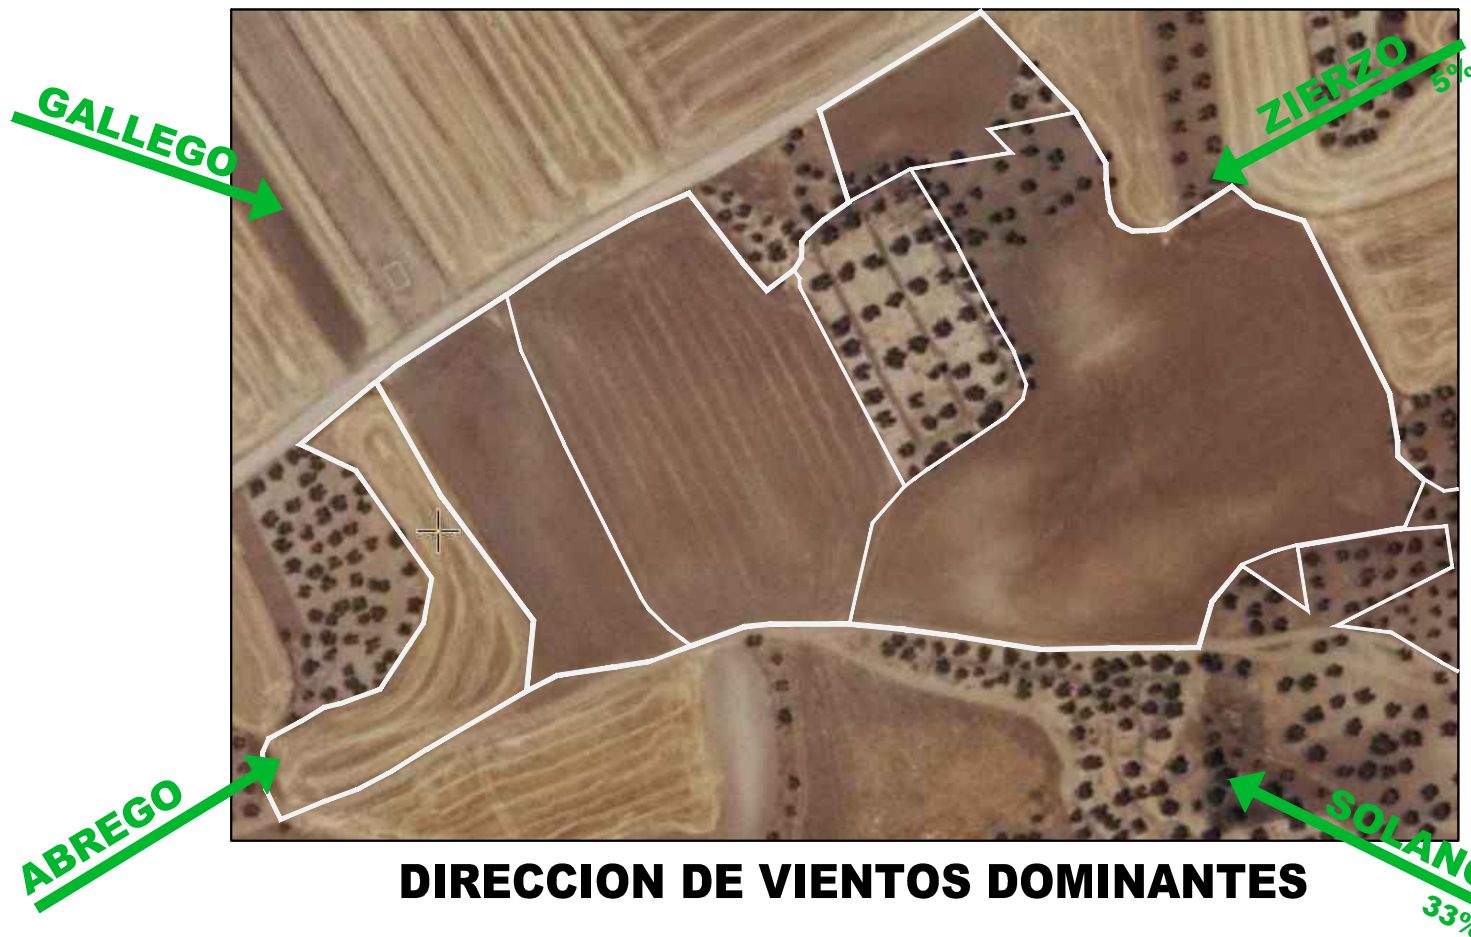 GALLEGO
ZIERZO
5%
ABREGO
SOLANO
33%
DIRECCION DE VIENTOS DOMINANTES